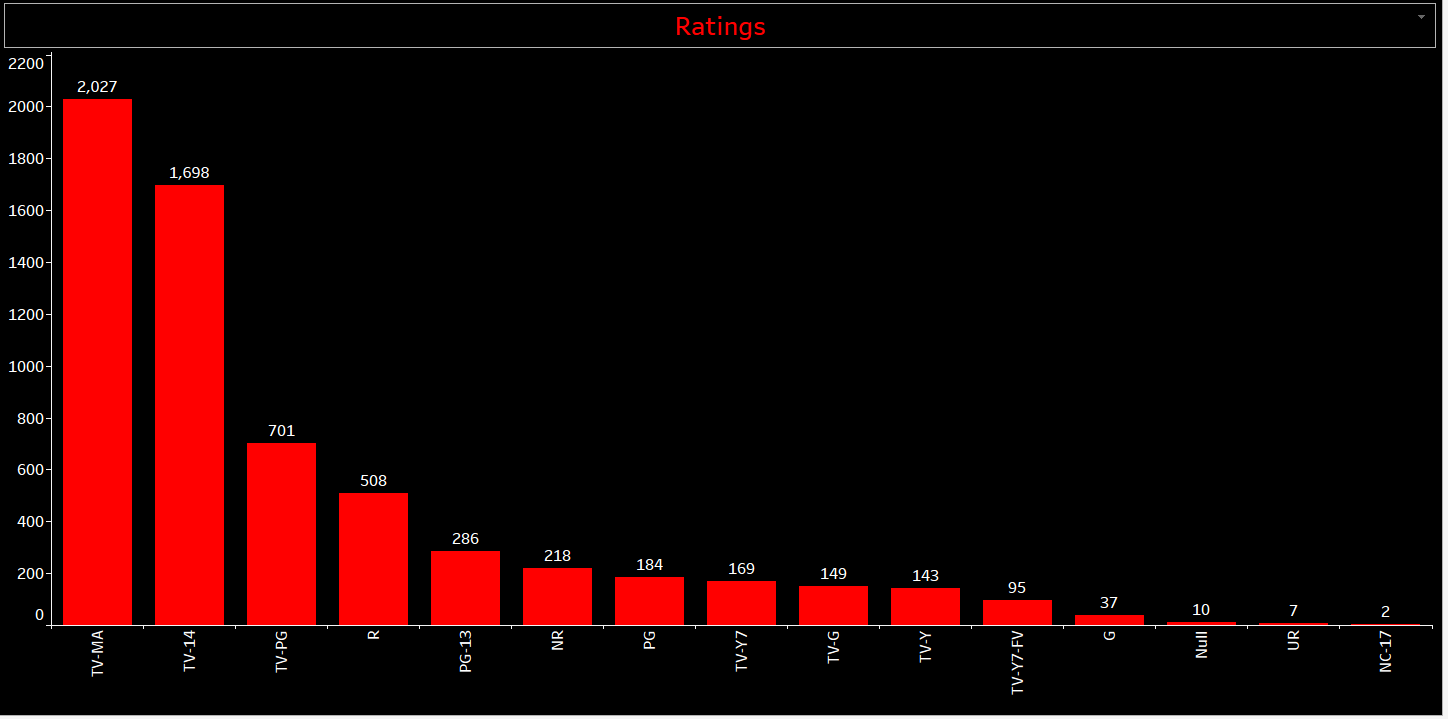 Ratings
2200
2000
1800
1600
1400
1200
1000
800
600
400
200
0
2,027
1,698
701
508
286
218
184
169
149
143
95
37
10
7
2
TV-MA
TV-14
TV-PG
R
PG-13
NR
PG
TV-Y7
TV-G
TV-Y
TV-Y7-FV
G
Null
UR
NC-17